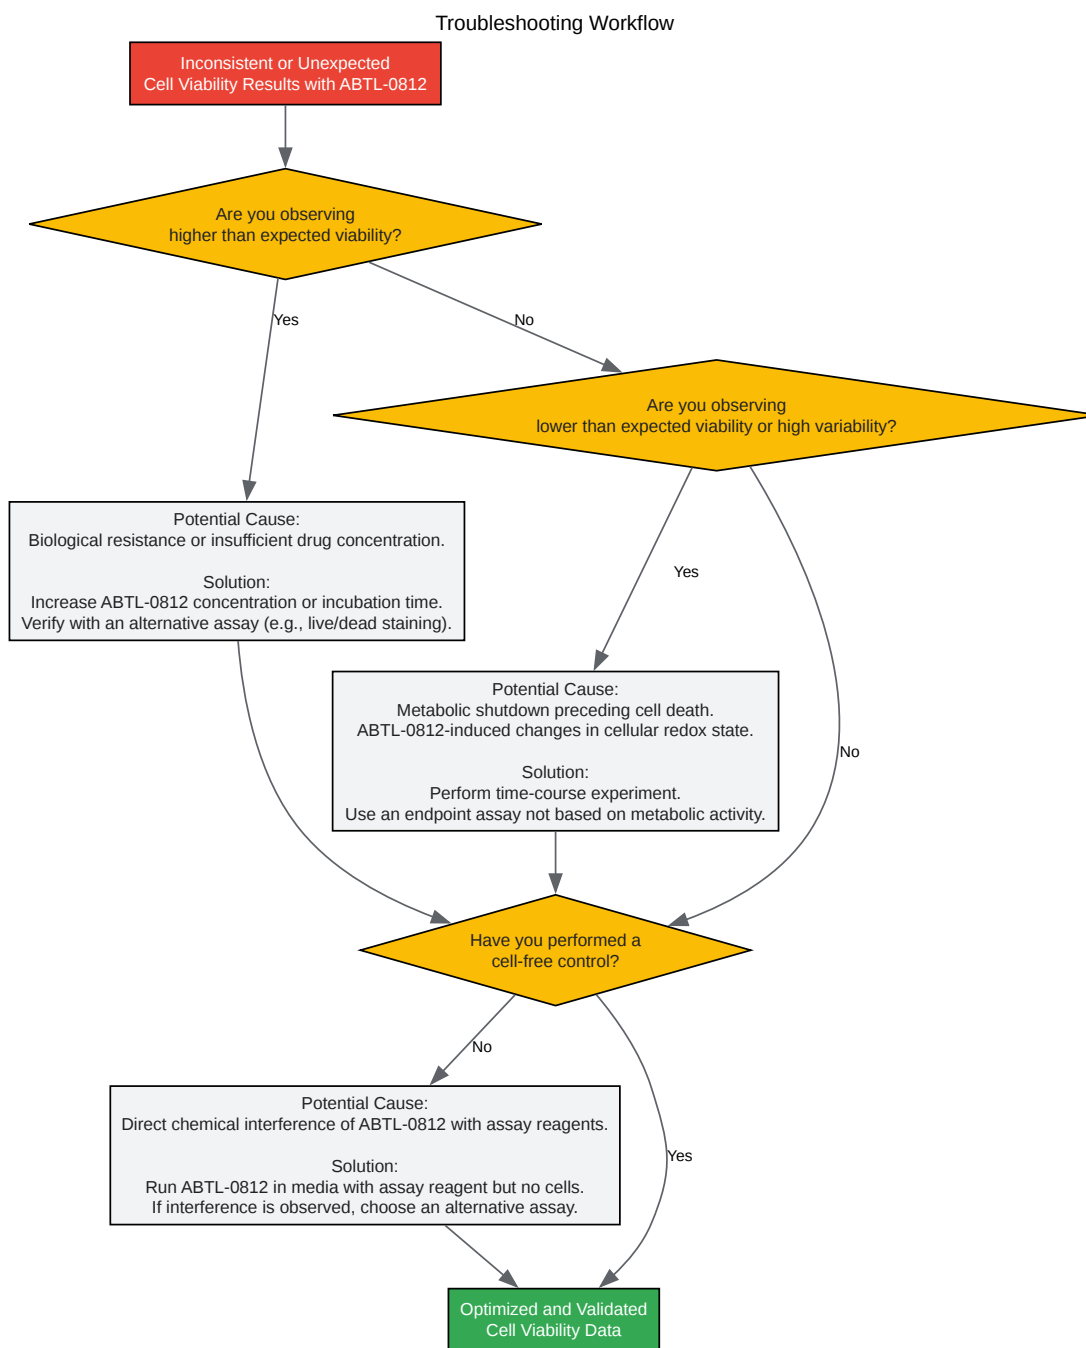 Troubleshooting Workflow
Inconsistent or Unexpected
Cell Viability Results with ABTL-0812
Are you observing
higher than expected viability?
Yes
No
Are you observing
lower than expected viability or high variability?
Potential Cause:
Biological resistance or insufficient drug concentration.
Solution:
Increase ABTL-0812 concentration or incubation time.
Verify with an alternative assay (e.g., live/dead staining).
Yes
No
Potential Cause:
Metabolic shutdown preceding cell death.
ABTL-0812-induced changes in cellular redox state.
Solution:
Perform time-course experiment.
Use an endpoint assay not based on metabolic activity.
Have you performed a
cell-free control?
No
Yes
Potential Cause:
Direct chemical interference of ABTL-0812 with assay reagents.
Solution:
Run ABTL-0812 in media with assay reagent but no cells.
If interference is observed, choose an alternative assay.
Optimized and Validated
Cell Viability Data